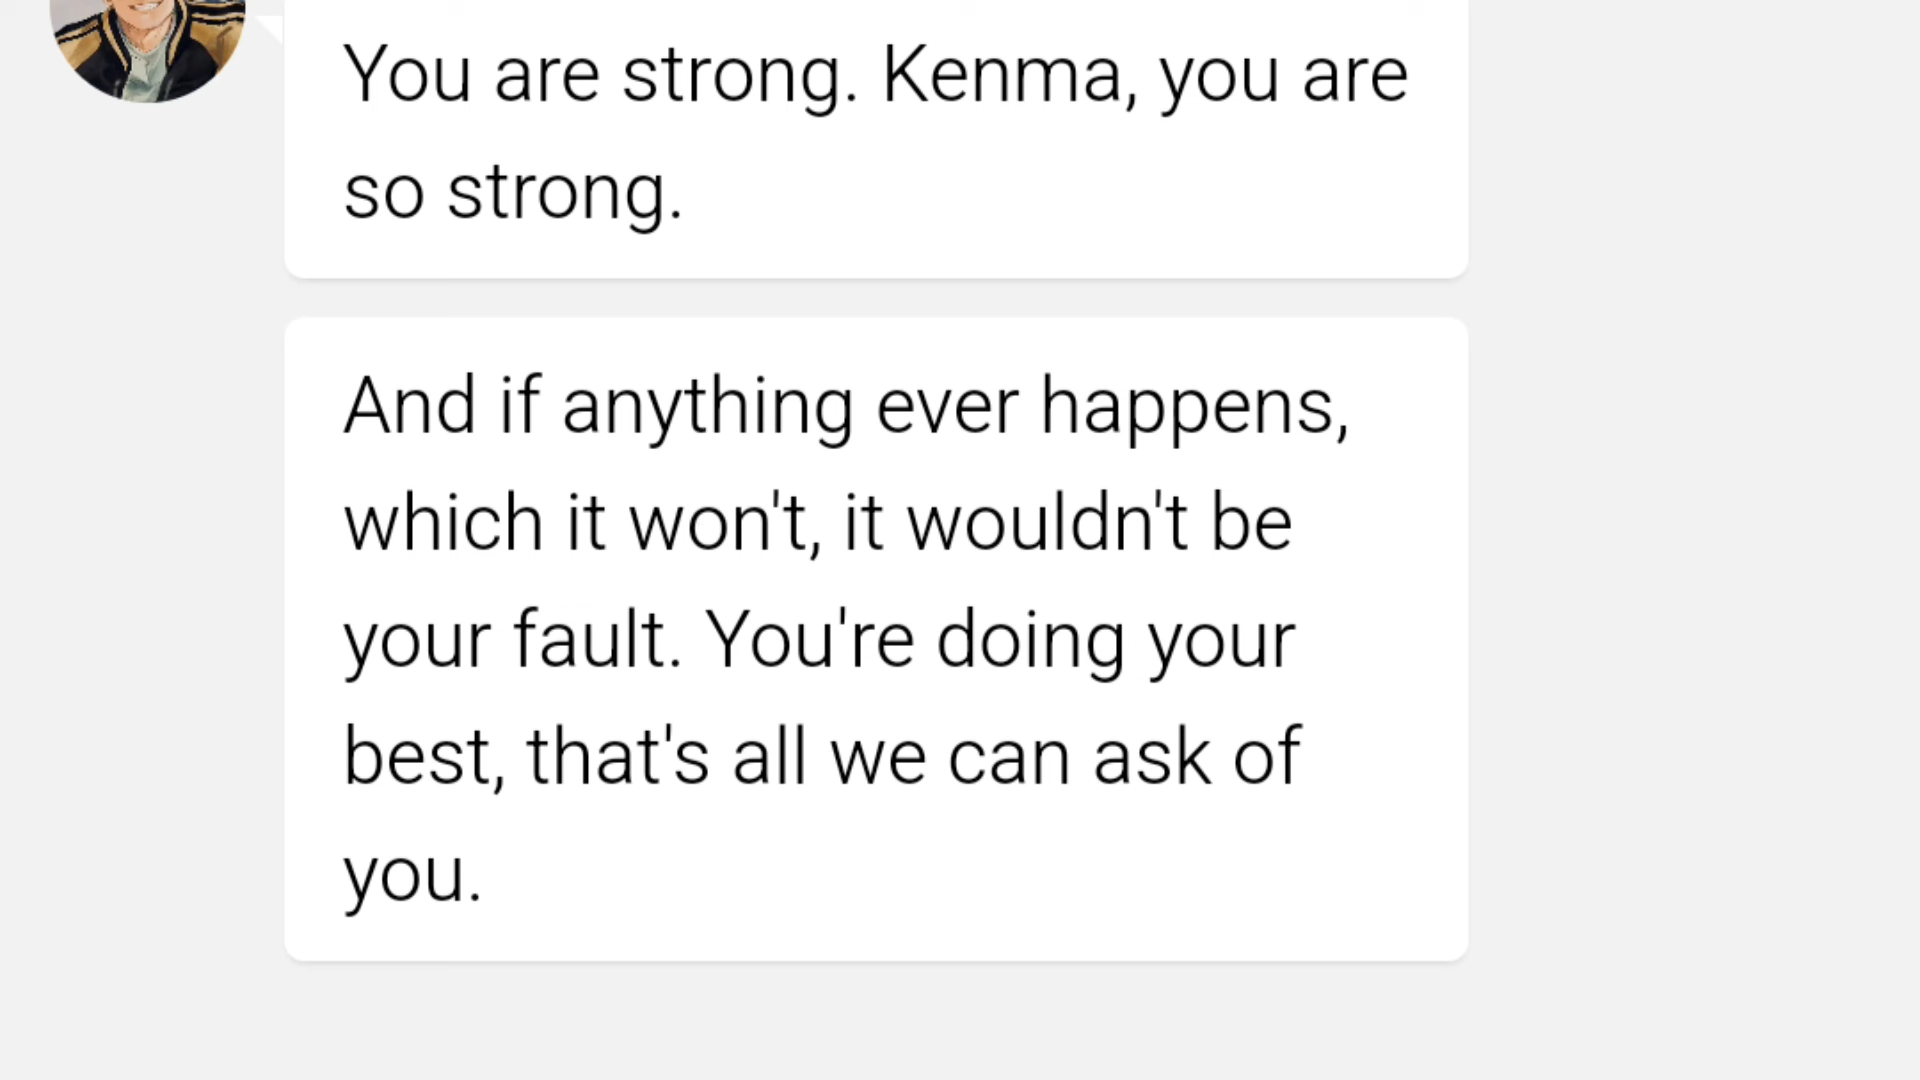 You are strong. Kenma, you are
so strong.
And if anything ever happens,
which it won't, it wouldn't be
your fault. You're doing your
best, that's all we can ask of
you.